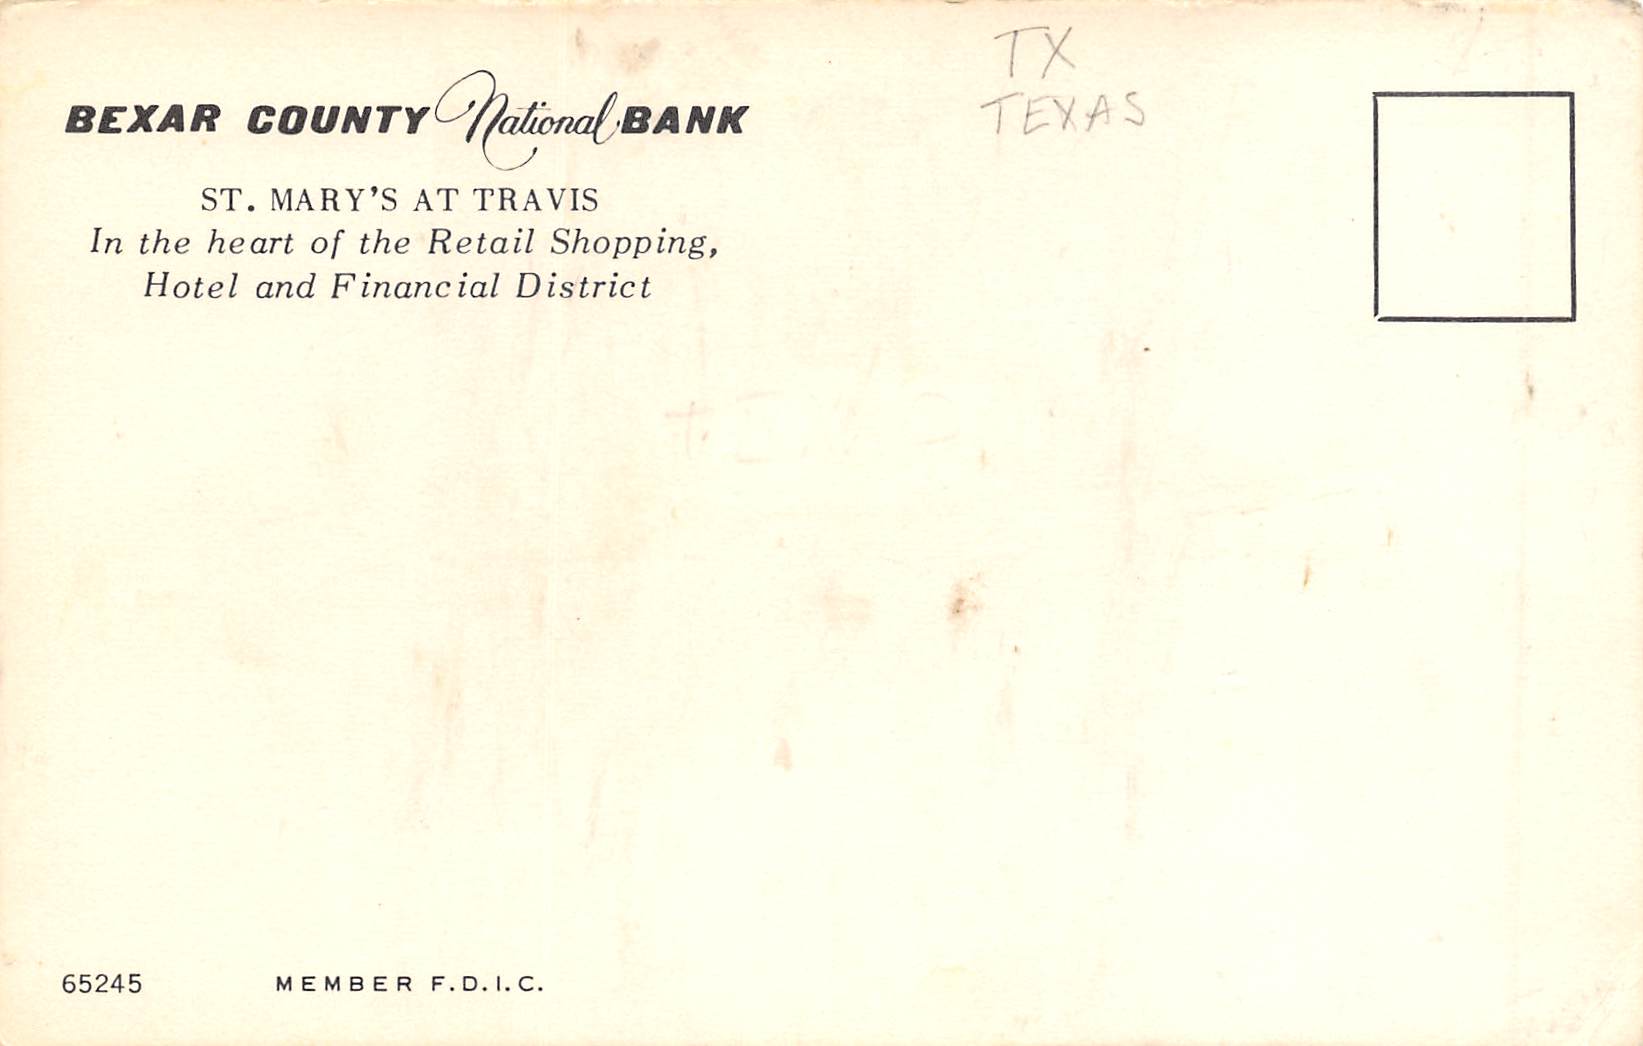 BEXAR COUNTY National BANK
ST. MARY'S AT TRAVIS
In the heart of the Retail Shopping,
Hotel and Financial District
TX
TEXAS
65245 MEMBER F.D.I.C.